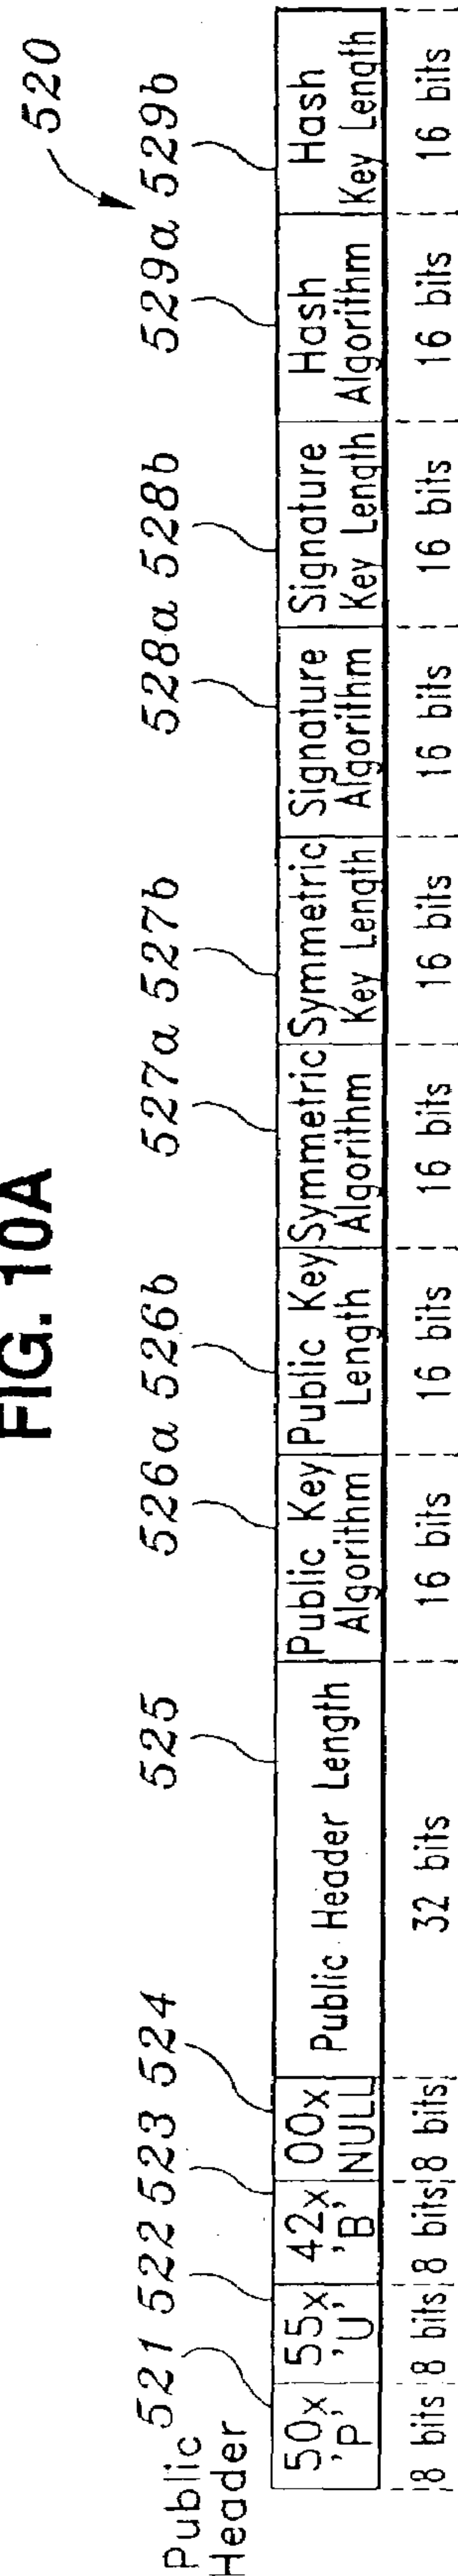 FIG. 10A
520
Public
Header
521
522
523
524
525
526a
526b
527a
527b
528a
528b
529a
529b
50x
'P'
55x
'U'
42x
'B'
00x
NULL
Public Header Length
Public Key
Algorithm
Public Key
Length
Symmetric
Algorithm
Symmetric
Key Length
Signature
Algorithm
Signature
Key Length
Hash
Algorithm
Hash
Key Length
8 bits
8 bits
8 bits
8 bits
32 bits
16 bits
16 bits
16 bits
16 bits
16 bits
16 bits
16 bits
16 bits